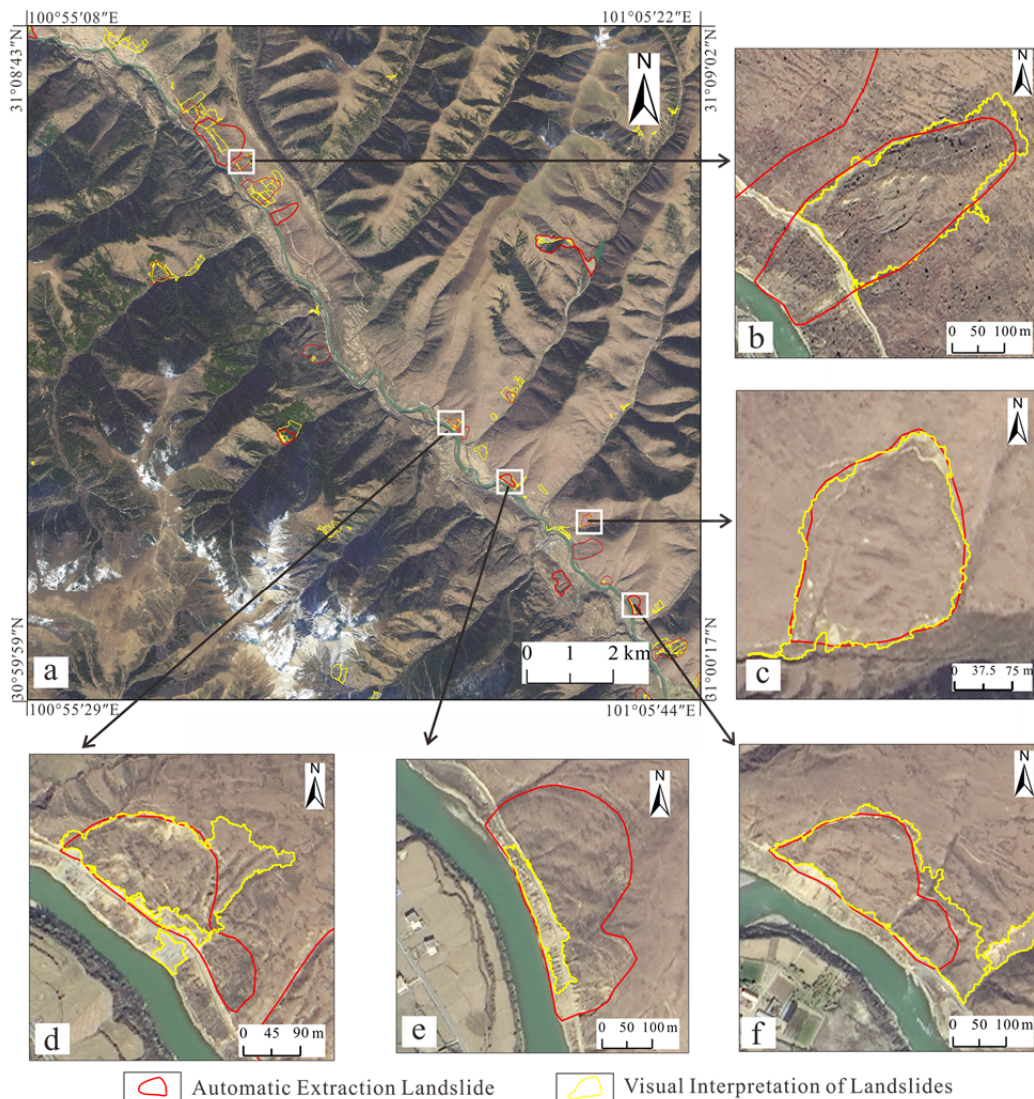 100°55′08″E
101°05′22″E
31°08′43″N
31°09′02″N
N
a
0 1 2 km
30°59′59″N
31°00′17″N
100°55′29″E
101°05′44″E
N
b
0 50 100 m
N
c
0 37.5 75 m
N
d
0 45 90 m
N
e
0 50 100 m
N
f
0 50 100 m
Automatic Extraction Landslide
Visual Interpretation of Landslides